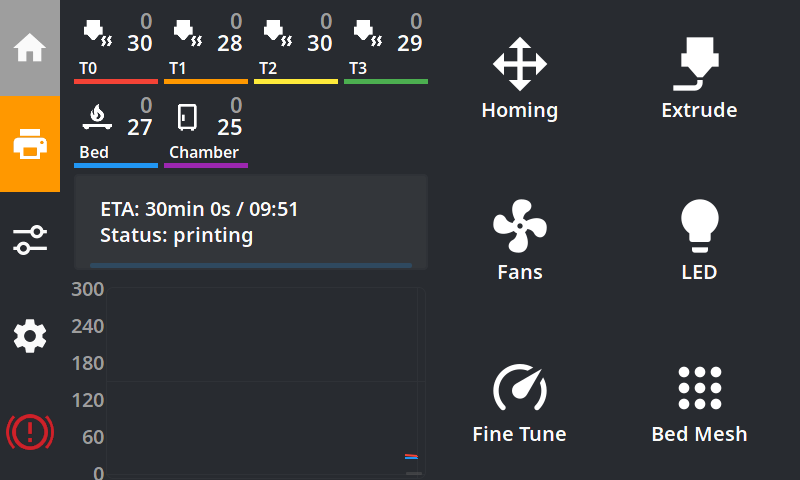 0 0 0 0
30 28 30 29
T0 T1 T2 T3
0 0
27 25
Bed Chamber
ETA: 30min 0s / 09:51
Status: printing
300
240
180
120
60
0
Homing Extrude
Fans LED
Fine Tune Bed Mesh